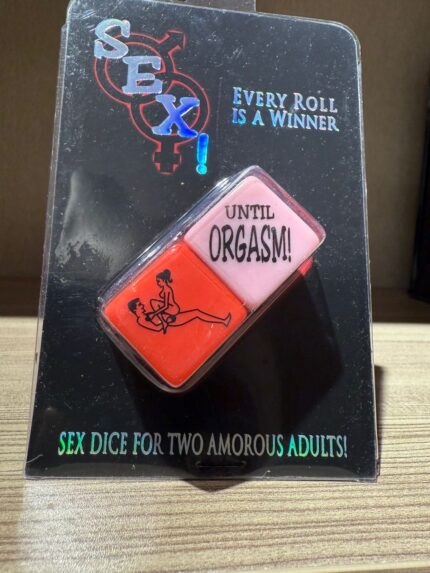 SEX!
EVERY ROLL
IS A WINNER
UNTIL
ORGASM!
SEX DICE FOR TWO AMOROUS ADULTS!